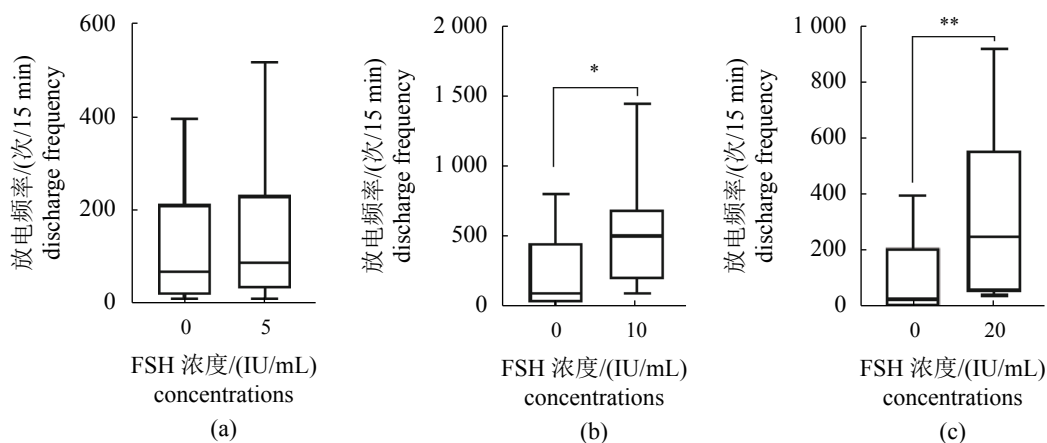 放电频率/(次/15 min)
discharge frequency
600
400
200
0
0
5
FSH 浓度/(IU/mL)
concentrations
(a)
放电频率/(次/15 min)
discharge frequency
2 000
1 500
1 000
500
0
*
0
10
FSH 浓度/(IU/mL)
concentrations
(b)
放电频率/(次/15 min)
discharge frequency
1 000
800
600
400
200
0
**
0
20
FSH 浓度/(IU/mL)
concentrations
(c)